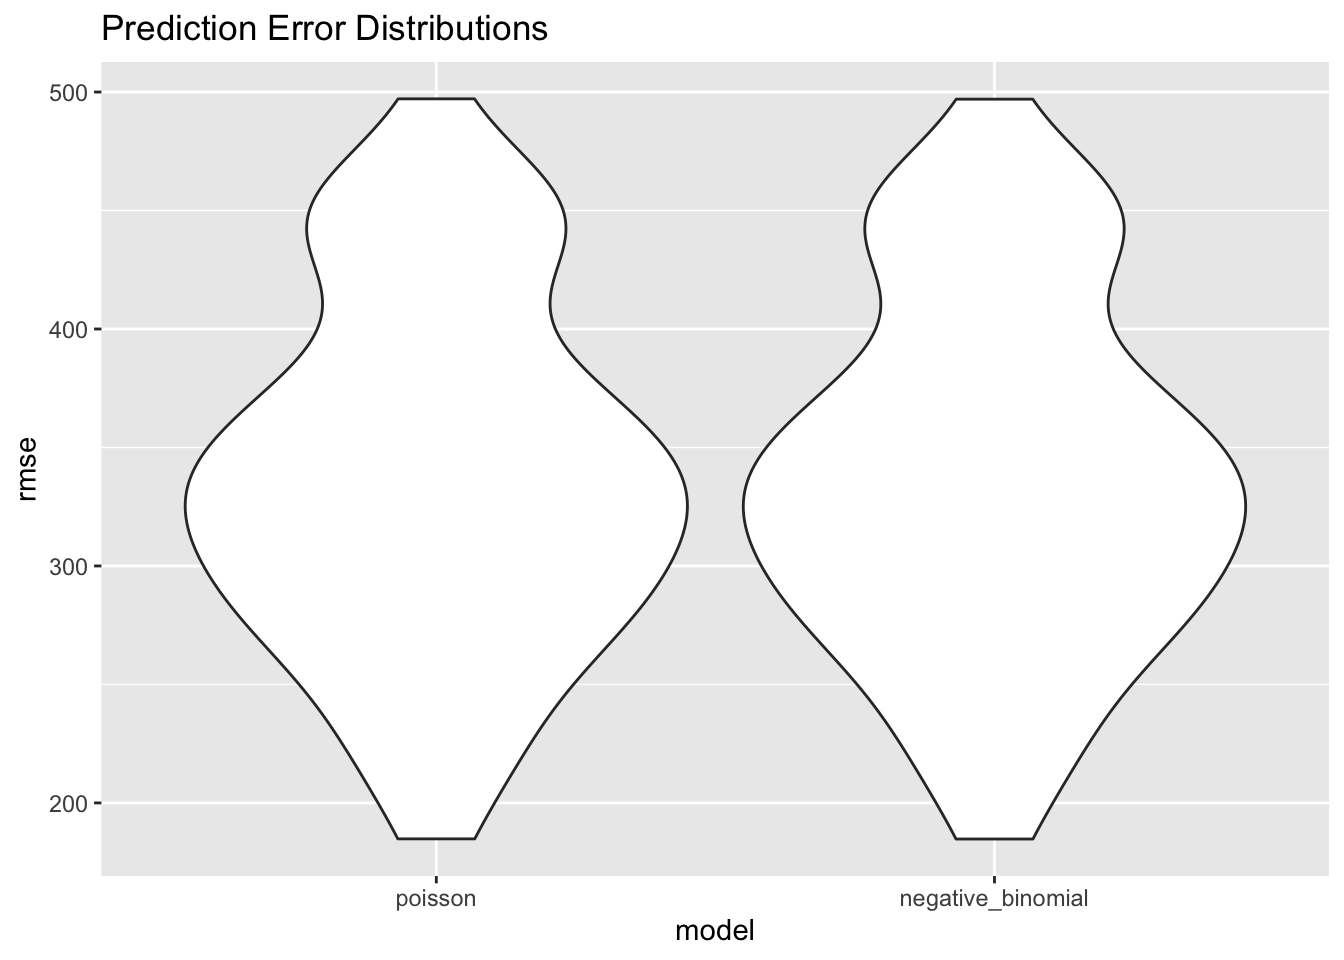 Prediction Error Distributions
500
400
300
200
rmse
poisson negative_binomial
model